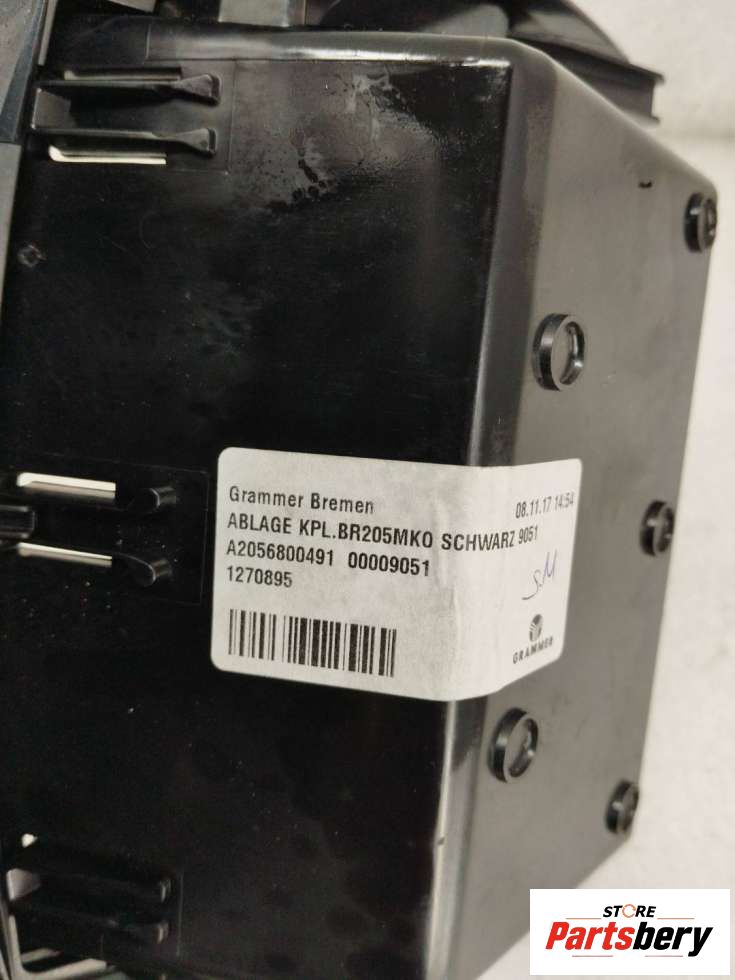 Grammer Bremen 08.11.17 14:54
ABLAGE KPL.BR205MKO SCHWARZ 9051
A2056800491 00009051
1270895
S.M
GRAMMER
STORE
Partsbery